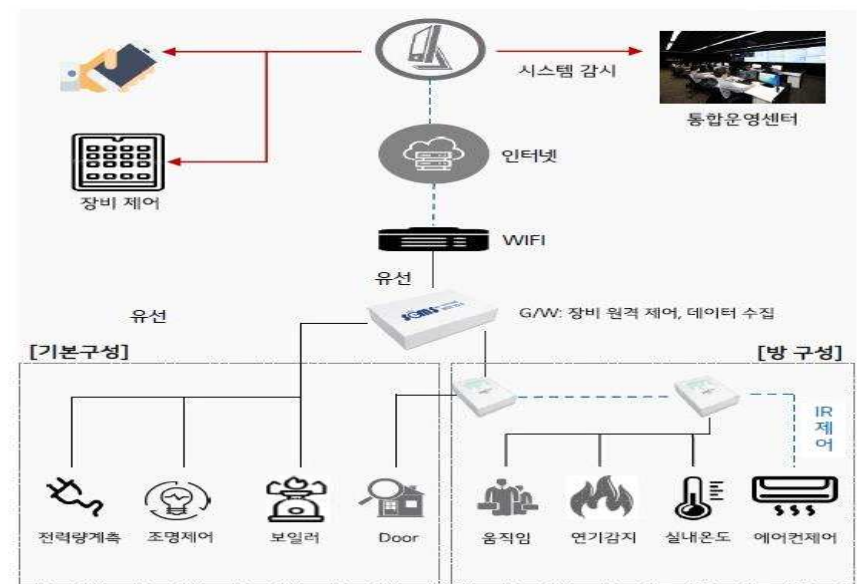 시스템 감시
통합운영센터
인터넷
장비 제어
WIFI
유선
유선
G/W: 장비 원격 제어, 데이터 수집
[기본구성]
[방 구성]
IR
제
어
전력량계측
조명제어
보일러
Door
움직임
연기감지
실내온도
에어컨제어